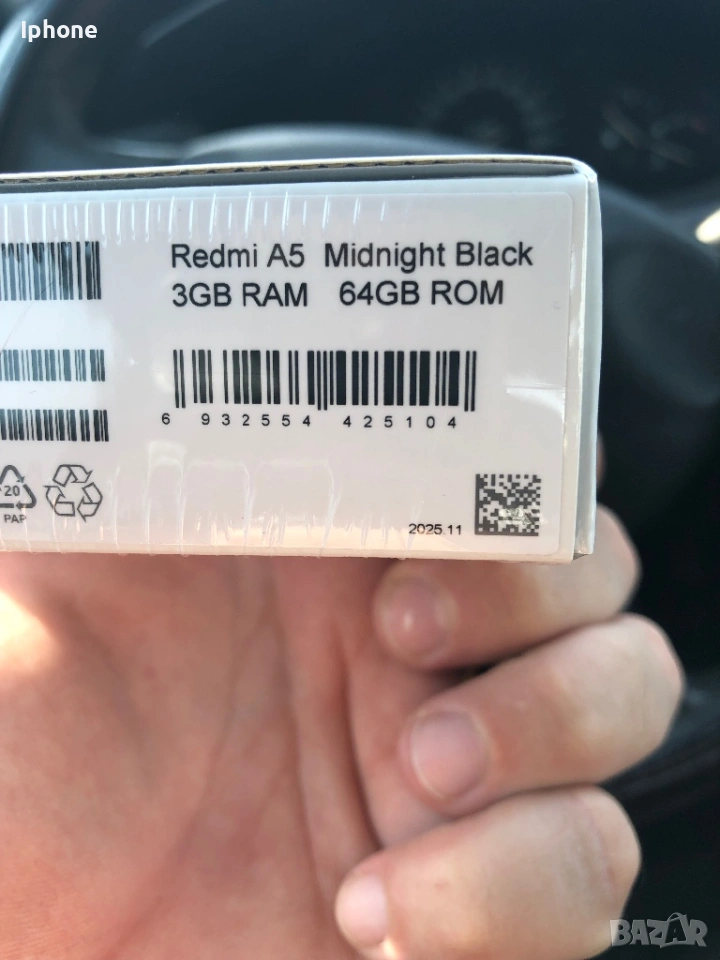 Iphone
Redmi A5 Midnight Black
3GB RAM 64GB ROM
6 932554 425104
20
PAP
2025.11
BAZAR